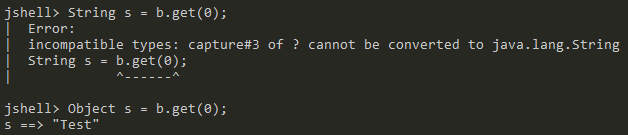 jshell> String s = b.get(0);
|  Error:
|  incompatible types: capture#3 of ? cannot be converted to java.lang.String
|  String s = b.get(0);
|             ^------^
jshell> Object s = b.get(0);
s ==> "Test"